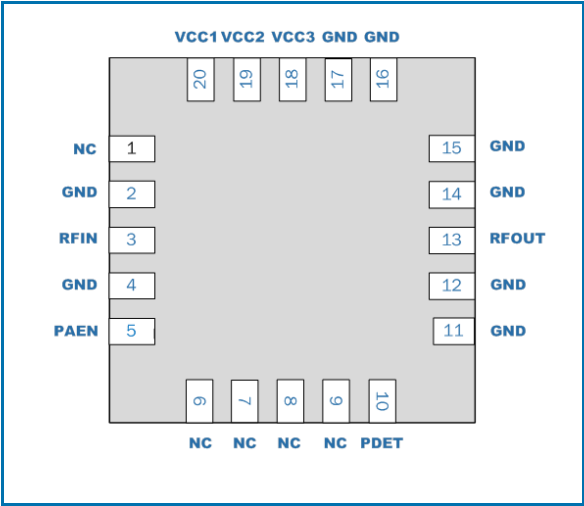 VCC1 VCC2 VCC3 GND GND
20 19 18 17 16
NC 1 15 GND
GND 2 14 GND
RFIN 3 13 RFOUT
GND 4 12 GND
PAEN 5 11 GND
6 7 8 9 10
NC NC NC NC PDET